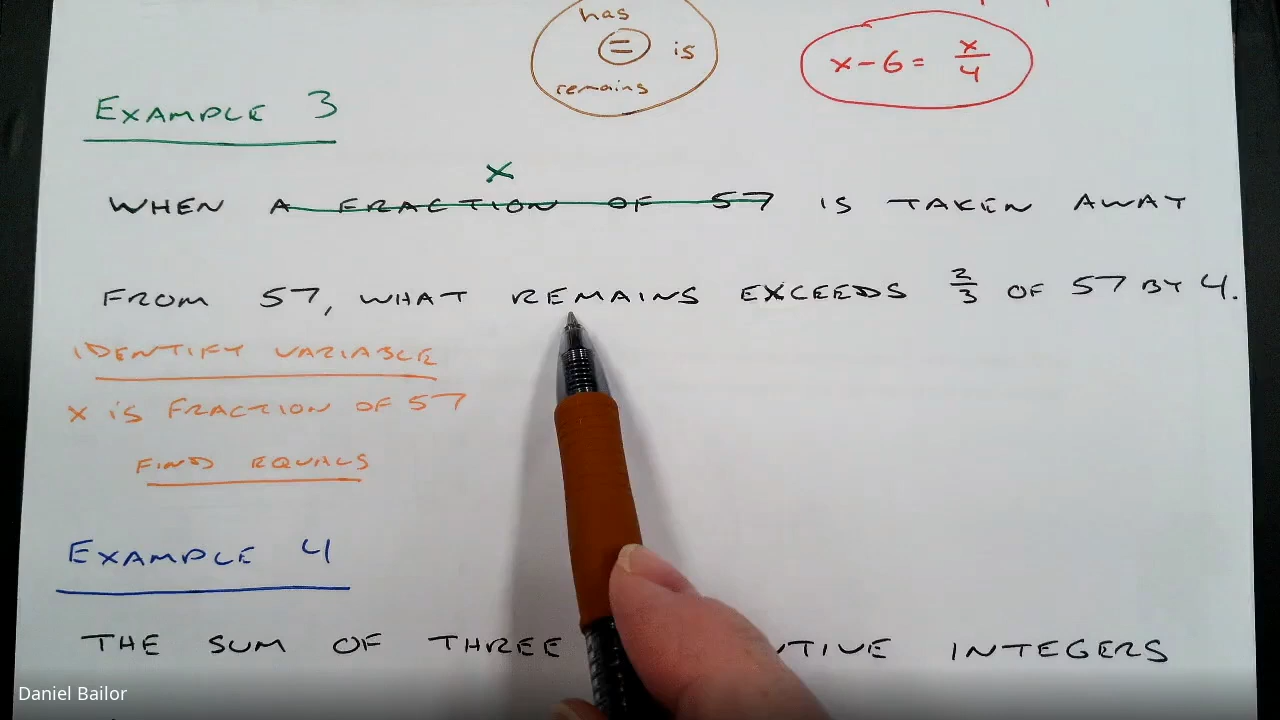 has
= is
remains
x - 6 = x/4
EXAMPLE 3
X
WHEN A FRACTION OF 57 IS TAKEN AWAY
FROM 57, WHAT REMAINS EXCEEDS 2/3 OF 57 BY 4.
IDENTIFY VARIABLE
X IS FRACTION OF 57
FIND EQUALS
EXAMPLE 4
THE SUM OF THREE INTEGERS
Daniel Bailor